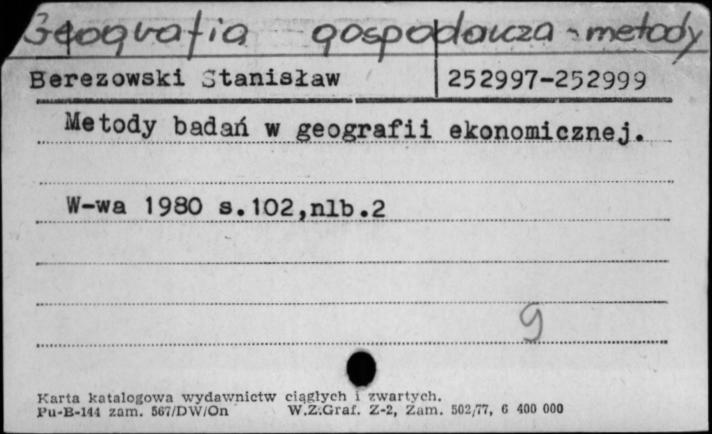 Geografia gospodarcza - metody
Berezowski Stanisław 252997-252999
Metody badań w geografii ekonomicznej.
W-wa 1980 s.102,nlb.2
9
Karta katalogowa wydawnictw ciągłych i zwartych.
Pu-B-144 zam. 567/DW/On W.Z.Graf. Z-2, Zam. 502/77, 6 400 000